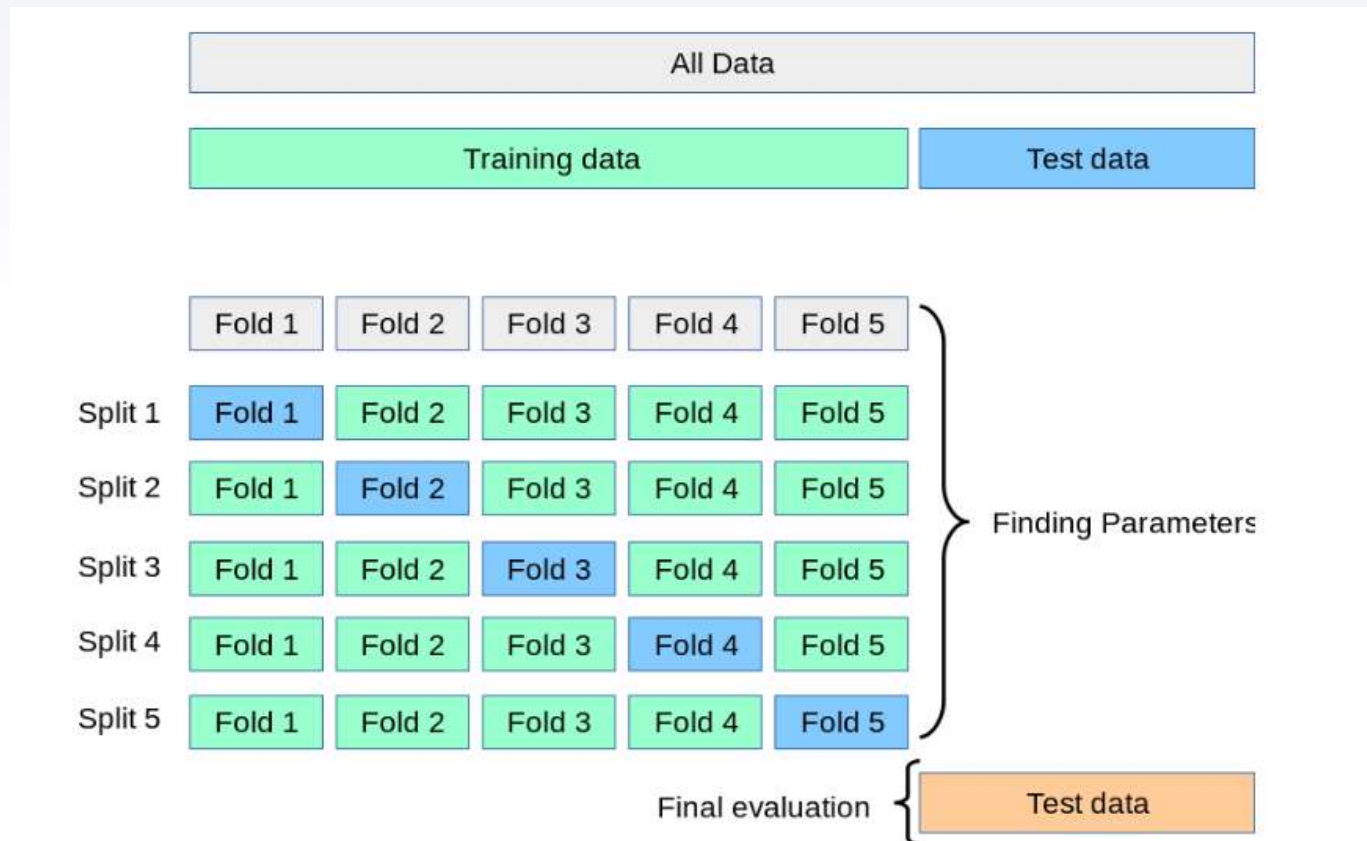 All Data
Training data Test data
Fold 1 Fold 2 Fold 3 Fold 4 Fold 5
Split 1 Fold 1 Fold 2 Fold 3 Fold 4 Fold 5
Split 2 Fold 1 Fold 2 Fold 3 Fold 4 Fold 5
Finding Parameters
Split 3 Fold 1 Fold 2 Fold 3 Fold 4 Fold 5
Split 4 Fold 1 Fold 2 Fold 3 Fold 4 Fold 5
Split 5 Fold 1 Fold 2 Fold 3 Fold 4 Fold 5
Final evaluation Test data